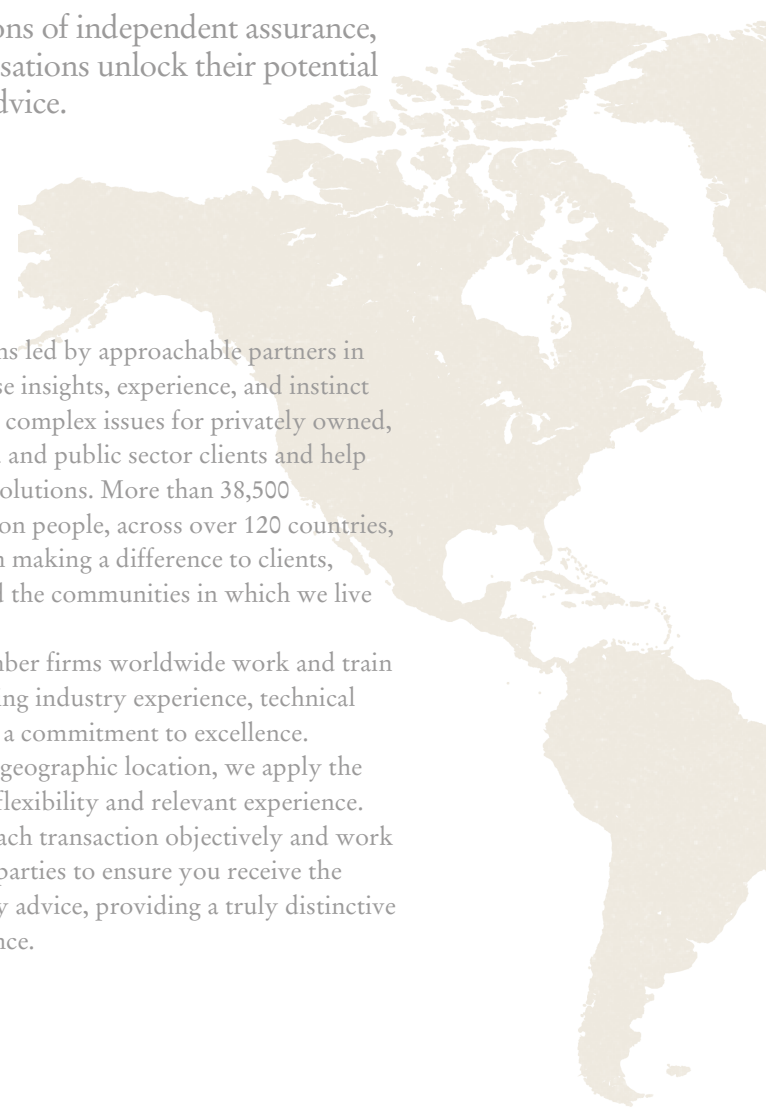 ons of independent assurance,
sations unlock their potential
dvice.
ns led by approachable partners in
se insights, experience, and instinct
complex issues for privately owned,
and public sector clients and help
olutions. More than 38,500
on people, across over 120 countries,
n making a difference to clients,
d the communities in which we live
nber firms worldwide work and train
ing industry experience, technical
a commitment to excellence.
geographic location, we apply the
flexibility and relevant experience.
ach transaction objectively and work
parties to ensure you receive the
y advice, providing a truly distinctive
nce.